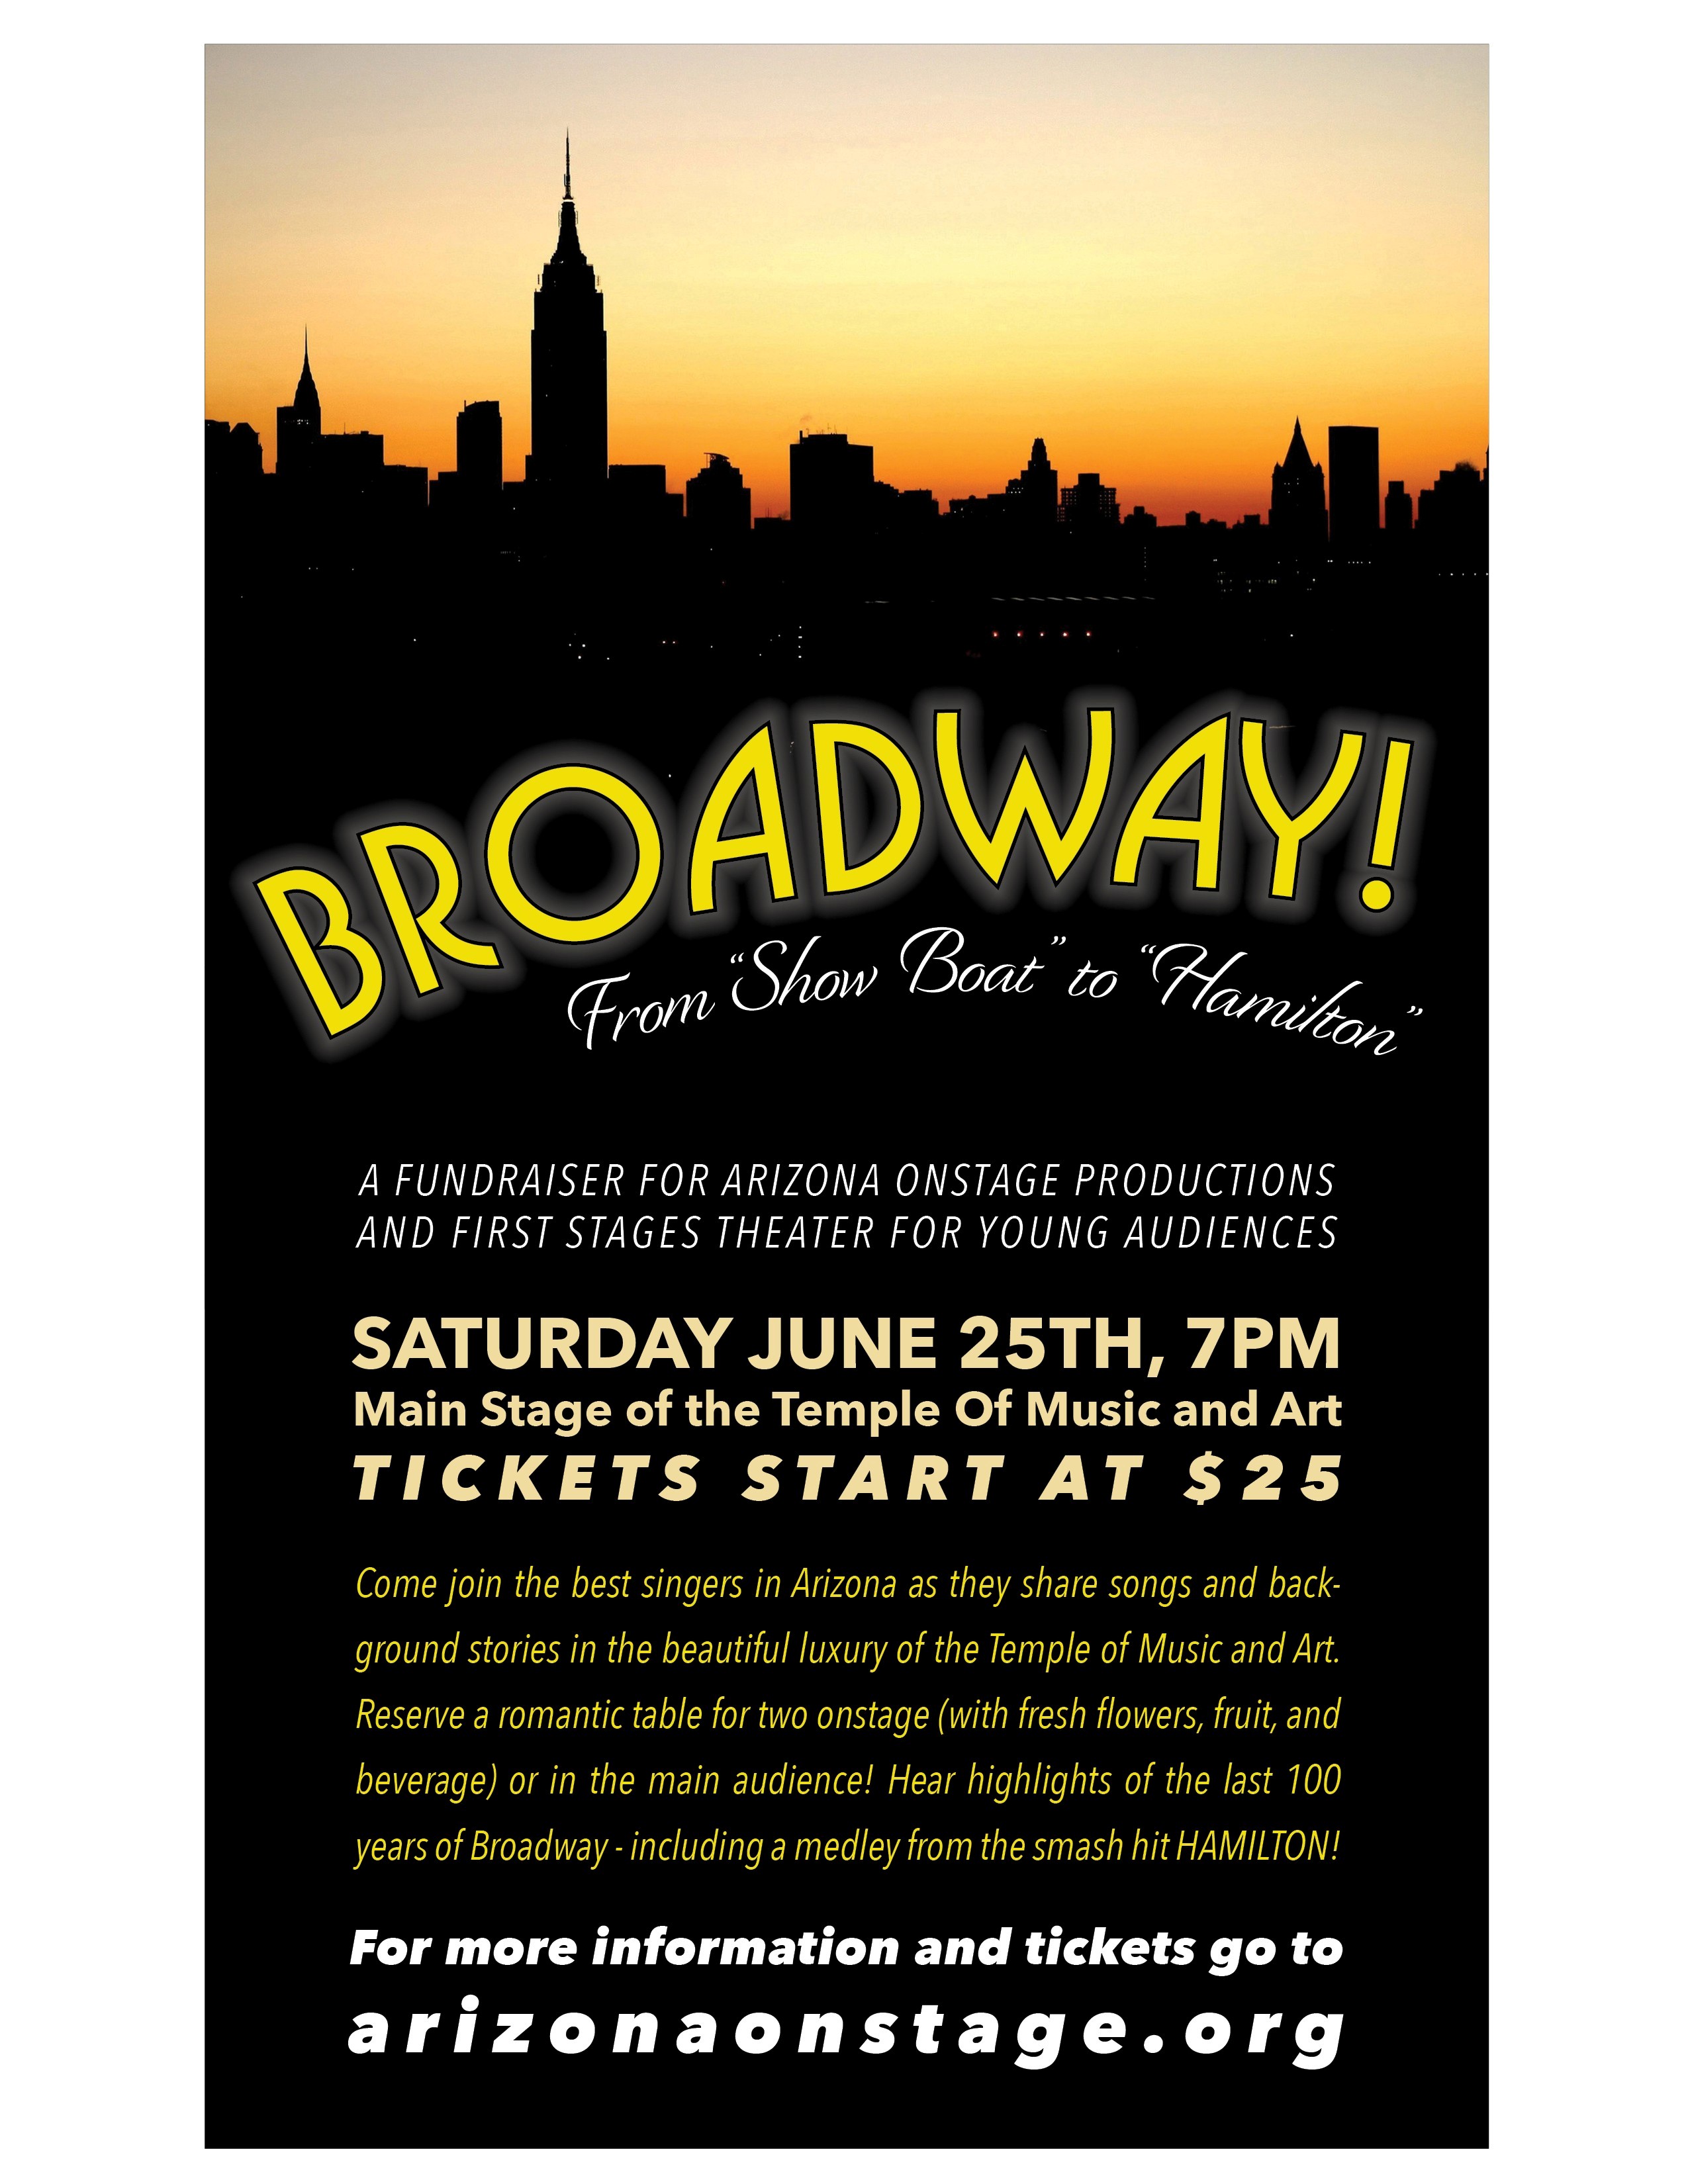 BROADWAY!
From “Show Boat” to “Hamilton”
A FUNDRAISER FOR ARIZONA ONSTAGE PRODUCTIONS
AND FIRST STAGES THEATER FOR YOUNG AUDIENCES
SATURDAY JUNE 25TH, 7PM
Main Stage of the Temple Of Music and Art
TICKETS START AT $25
Come join the best singers in Arizona as they share songs and back-
ground stories in the beautiful luxury of the Temple of Music and Art.
Reserve a romantic table for two onstage (with fresh flowers, fruit, and
beverage) or in the main audience! Hear highlights of the last 100
years of Broadway - including a medley from the smash hit HAMILTON!
For more information and tickets go to
arizonaonstage.org